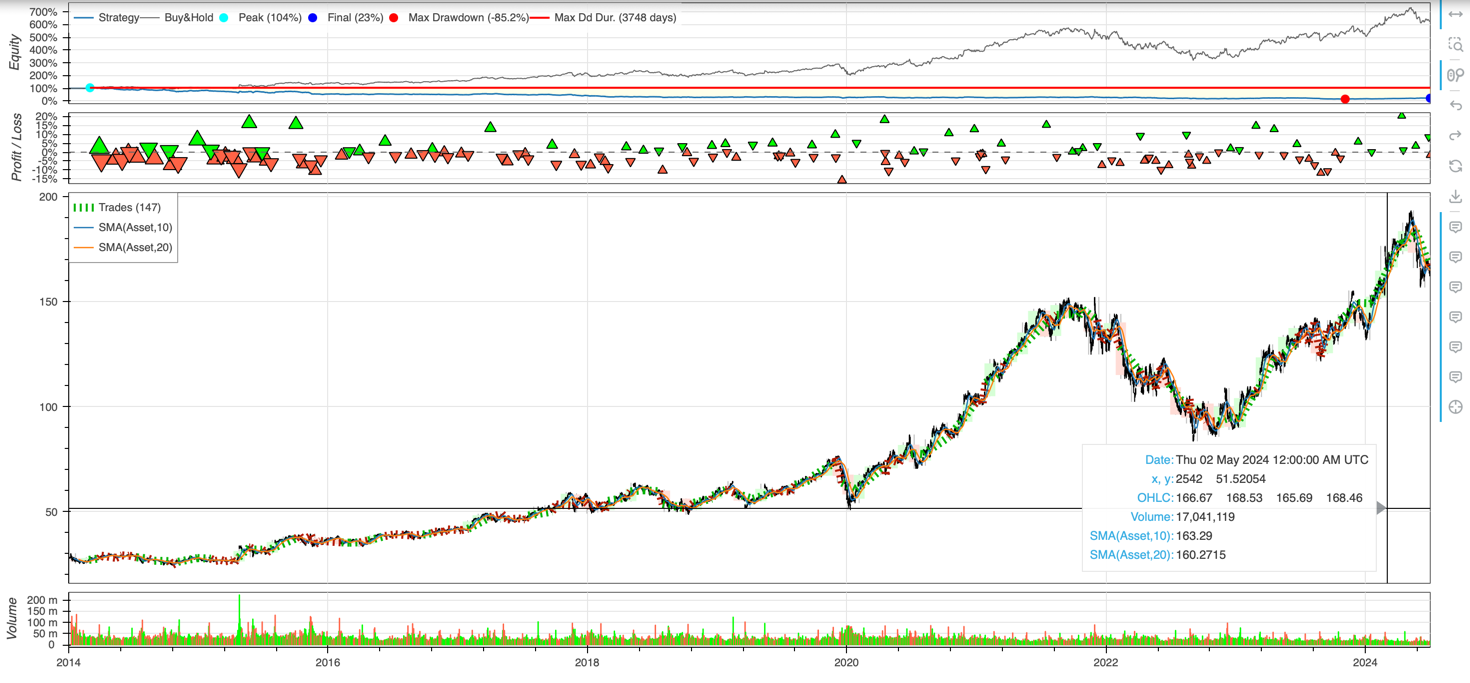 Strategy Buy&Hold Peak (104%) Final (23%) Max Drawdown (-85.2%) Max Dd Dur. (3748 days)
Equity
700%
600%
500%
400%
300%
200%
100%
0%
Profit / Loss
20%
15%
10%
5%
0%
-5%
-10%
-15%
Trades (147)
SMA(Asset,10)
SMA(Asset,20)
200
150
100
50
Date: Thu 02 May 2024 12:00:00 AM UTC
x, y: 2542 51.52054
OHLC: 166.67 168.53 165.69 168.46
Volume: 17,041,119
SMA(Asset,10): 163.29
SMA(Asset,20): 160.2715
Volume
200 m
150 m
100 m
50 m
0
2014 2016 2018 2020 2022 2024